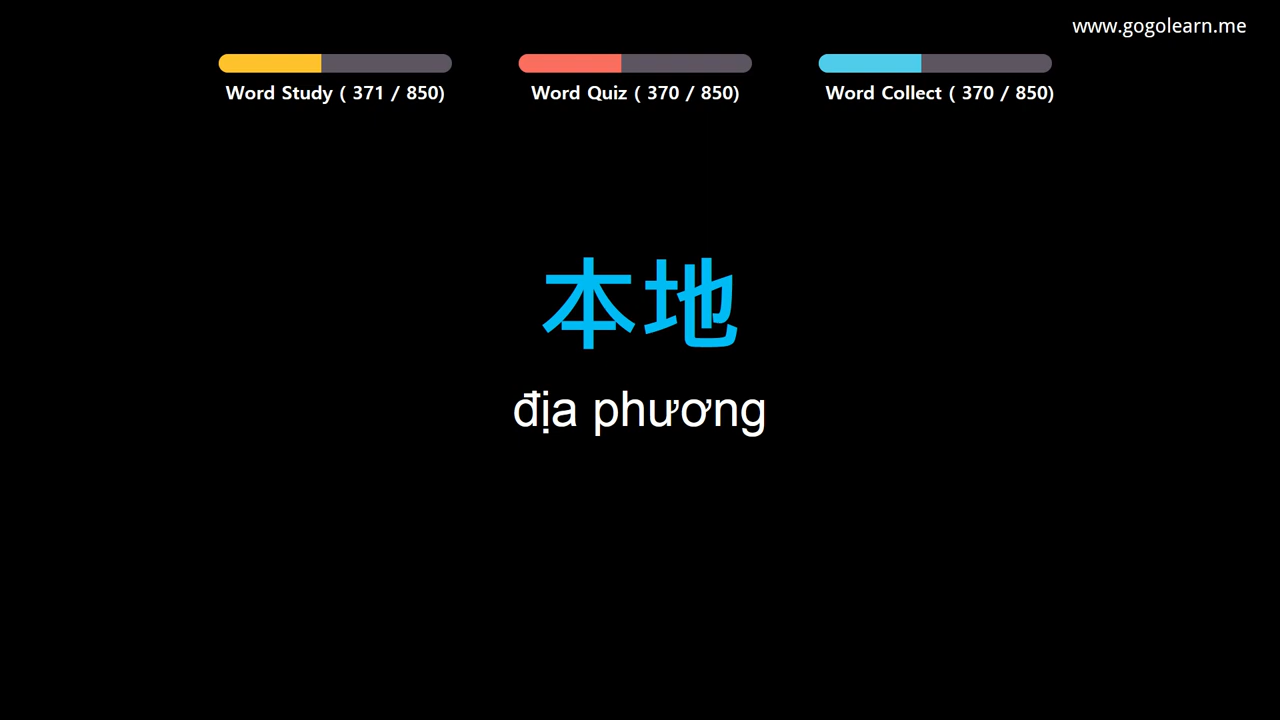 www.gogolearn.me
Word Study ( 371 / 850)
Word Quiz ( 370 / 850)
Word Collect ( 370 / 850)
本地
địa phương